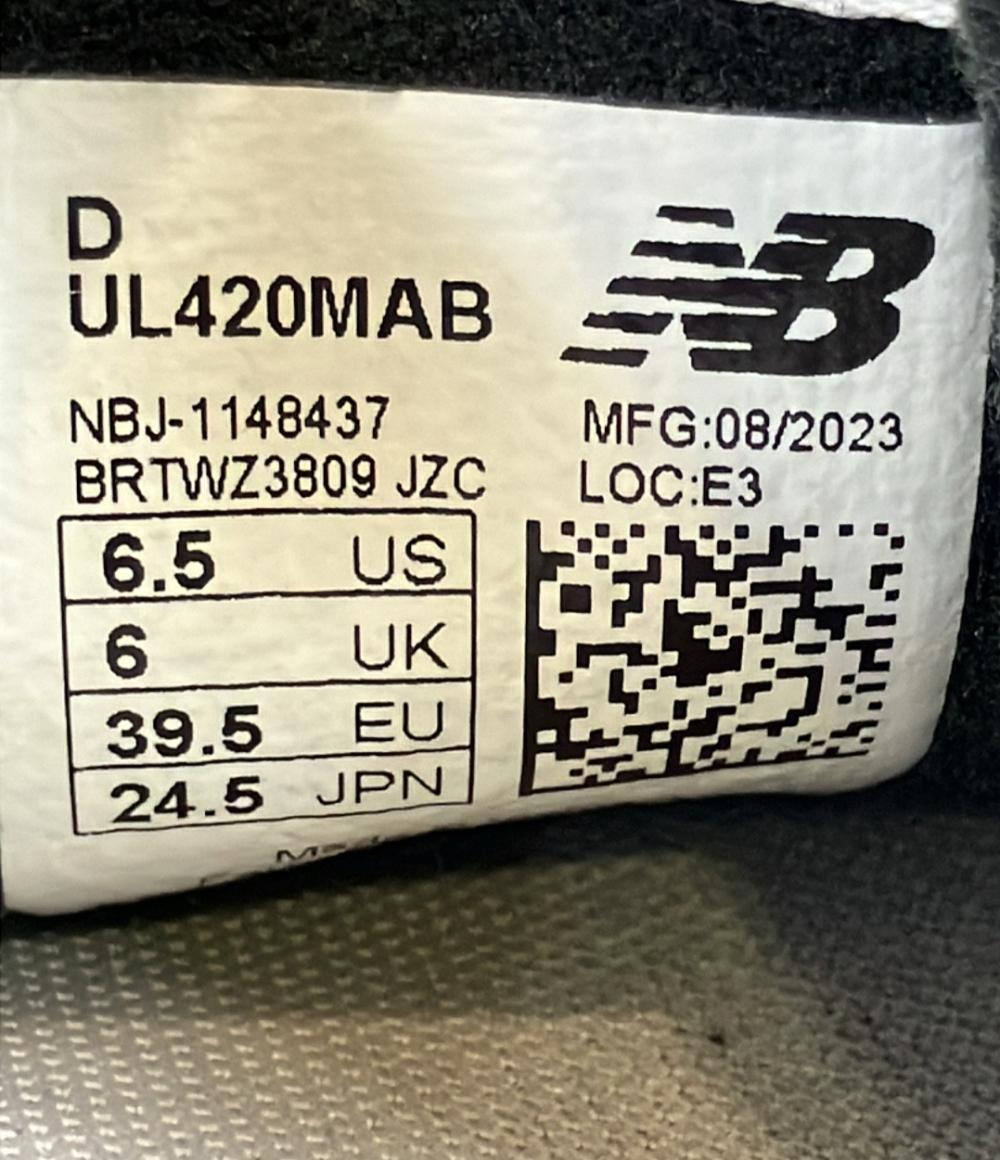 D
UL420MAB
NB
NBJ-1148437
BRTWZ3809 JZC
MFG:08/2023
LOC:E3
6.5 US
6 UK
39.5 EU
24.5 JPN